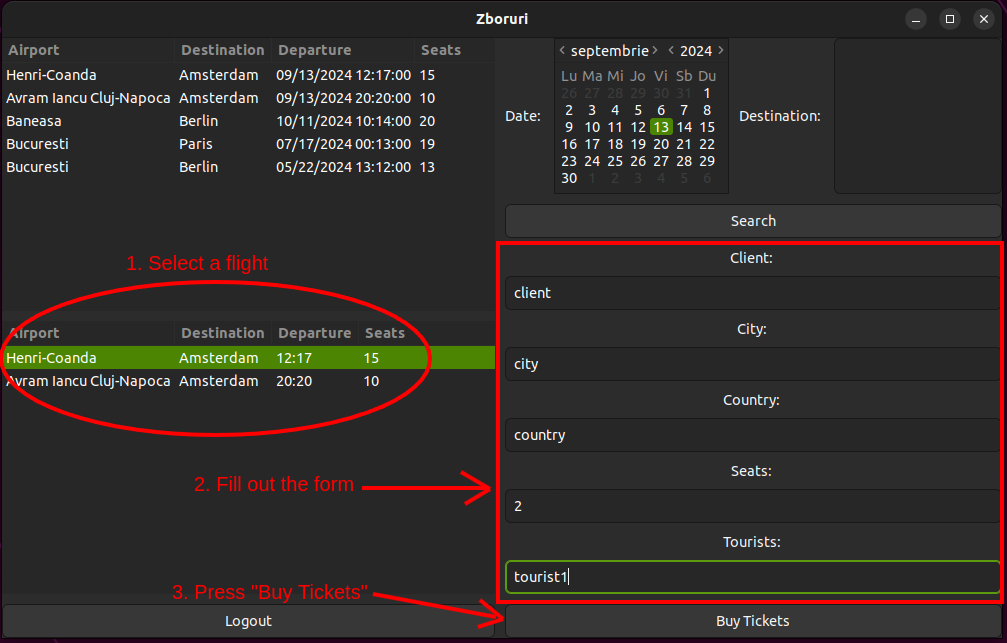 Zboruri
Airport Destination Departure Seats
Henri-Coanda Amsterdam 09/13/2024 12:17:00 15
Avram Iancu Cluj-Napoca Amsterdam 09/13/2024 20:20:00 10
Baneasa Berlin 10/11/2024 10:14:00 20
Bucuresti Paris 07/17/2024 00:13:00 19
Bucuresti Berlin 05/22/2024 13:12:00 13
Date:
< septembrie > < 2024 >
Lu Ma Mi Jo Vi Sb Du
26 27 28 29 30 31 1
2 3 4 5 6 7 8
9 10 11 12 13 14 15
16 17 18 19 20 21 22
23 24 25 26 27 28 29
30 1 2 3 4 5 6
Destination:
Search
1. Select a flight
Airport Destination Departure Seats
Henri-Coanda Amsterdam 12:17 15
Avram Iancu Cluj-Napoca Amsterdam 20:20 10
2. Fill out the form
Client:
client
City:
city
Country:
country
Seats:
2
Tourists:
tourist1
3. Press "Buy Tickets"
Logout
Buy Tickets